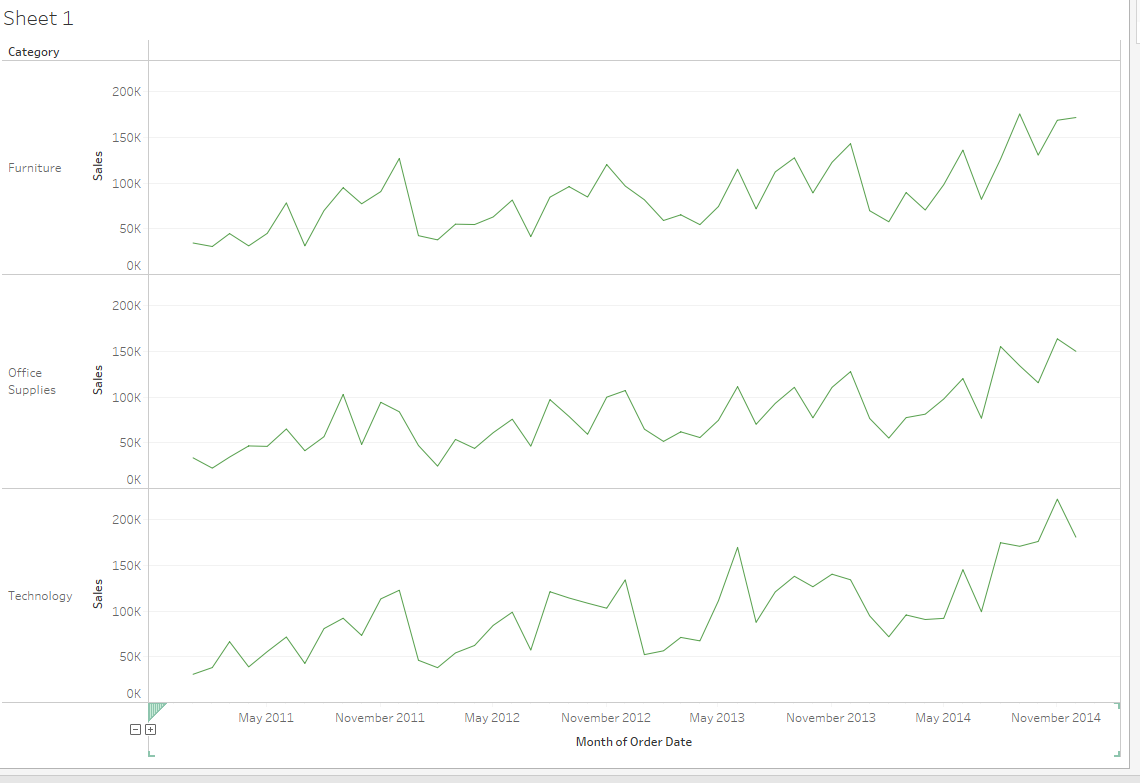 Sheet 1
Category
Furniture
Sales
200K
150K
100K
50K
0K
Office
Supplies
Sales
200K
150K
100K
50K
0K
Technology
Sales
200K
150K
100K
50K
0K
May 2011 November 2011 May 2012 November 2012 May 2013 November 2013 May 2014 November 2014
Month of Order Date